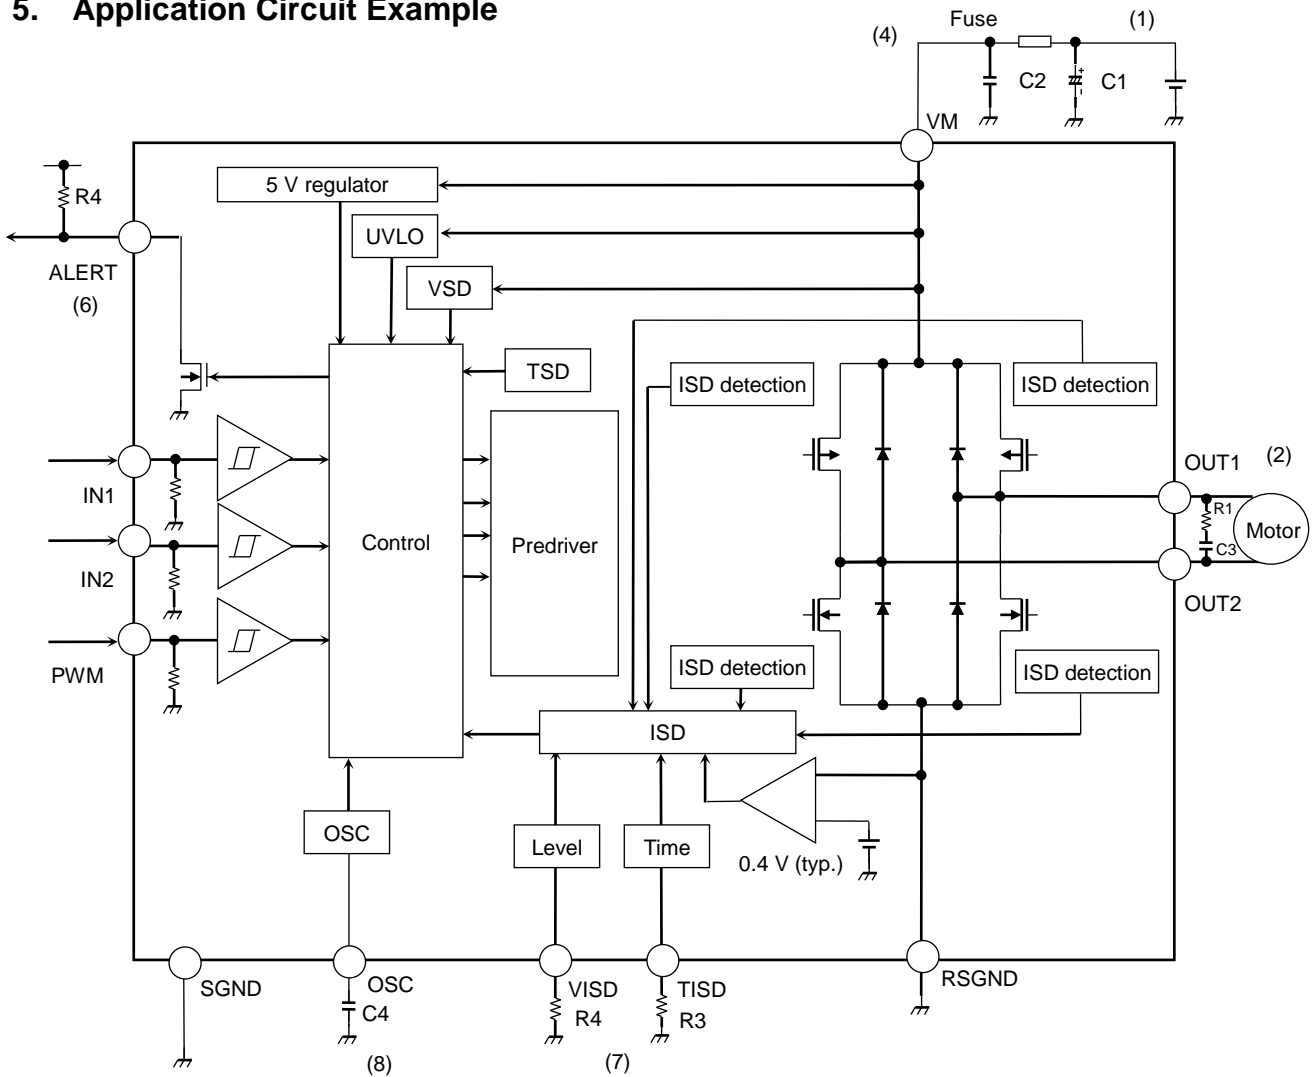 5. Application Circuit Example
Fuse
(1)
(4)
C2
C1
VM
5 V regulator
R4
UVLO
ALERT
(6)
VSD
TSD
ISD detection
ISD detection
OUT1
(2)
IN1
R1
Motor
Control
Predriver
C3
IN2
OUT2
PWM
ISD detection
ISD detection
ISD
OSC
Level
Time
0.4 V (typ.)
SGND
OSC
VISD
TISD
RSGND
C4
R4
R3
(8)
(7)
+
-